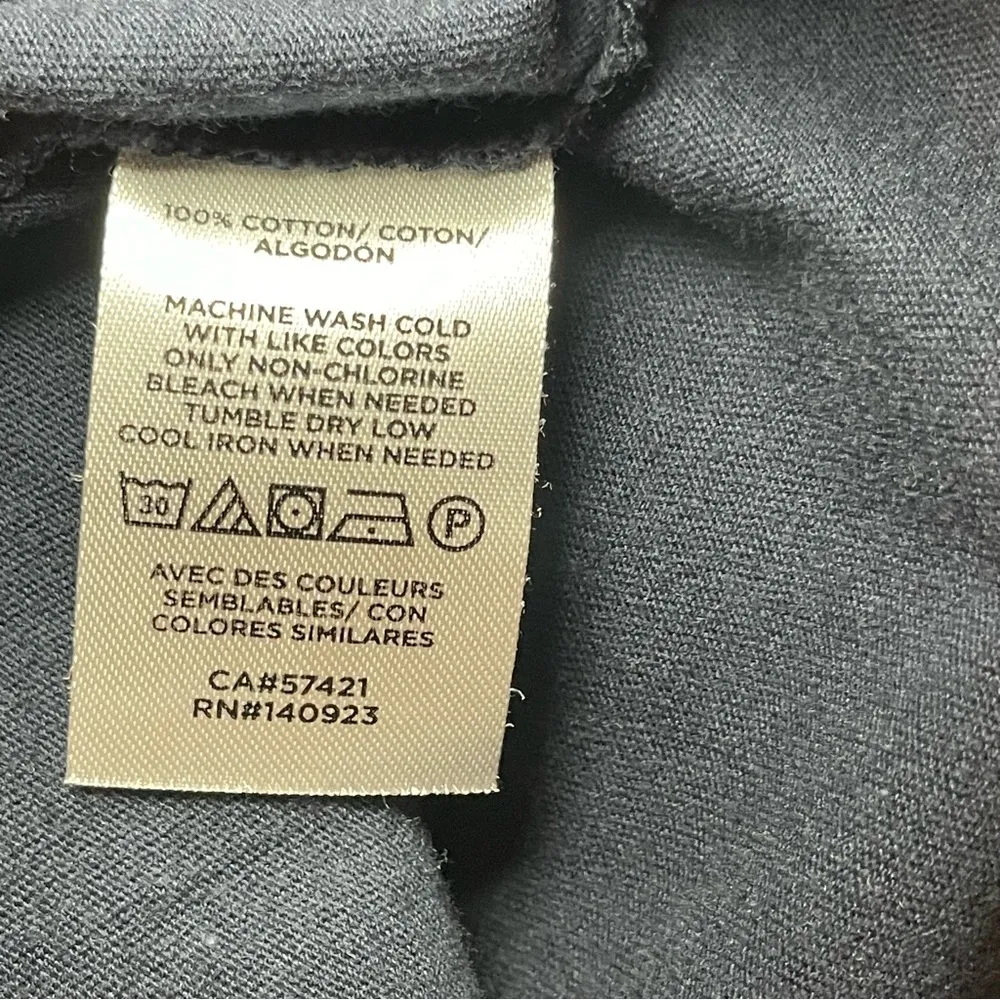 100% COTTON/ COTON/
ALGODÓN
MACHINE WASH COLD
WITH LIKE COLORS
ONLY NON-CHLORINE
BLEACH WHEN NEEDED
TUMBLE DRY LOW
COOL IRON WHEN NEEDED
30 P
AVEC DES COULEURS
SEMBLABLES/ CON
COLORES SIMILARES
CA#57421
RN#140923